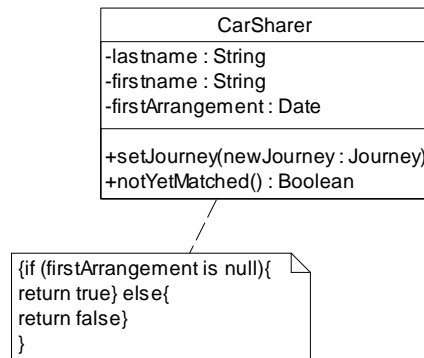 CarSharer
-lastname : String
-firstname : String
-firstArrangement : Date
+setJourney(newJourney : Journey)
+notYetMatched() : Boolean
{if (firstArrangement is null){
return true} else{
return false}
}